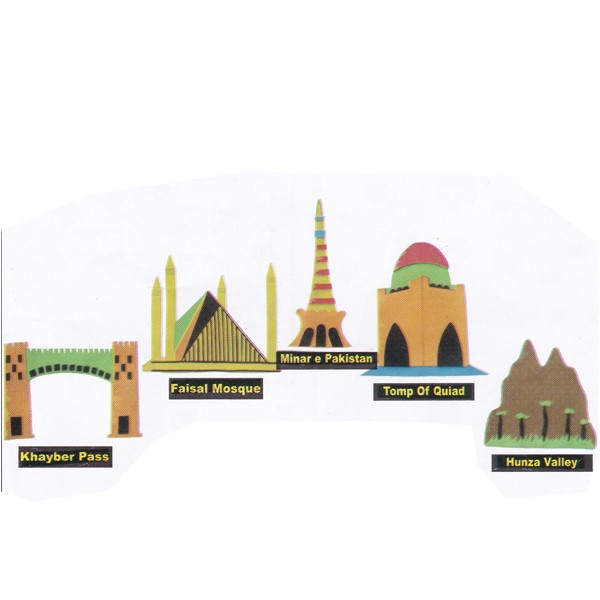 Khayber Pass
Faisal Mosque
Minar e Pakistan
Tomp Of Quiad
Hunza Valley